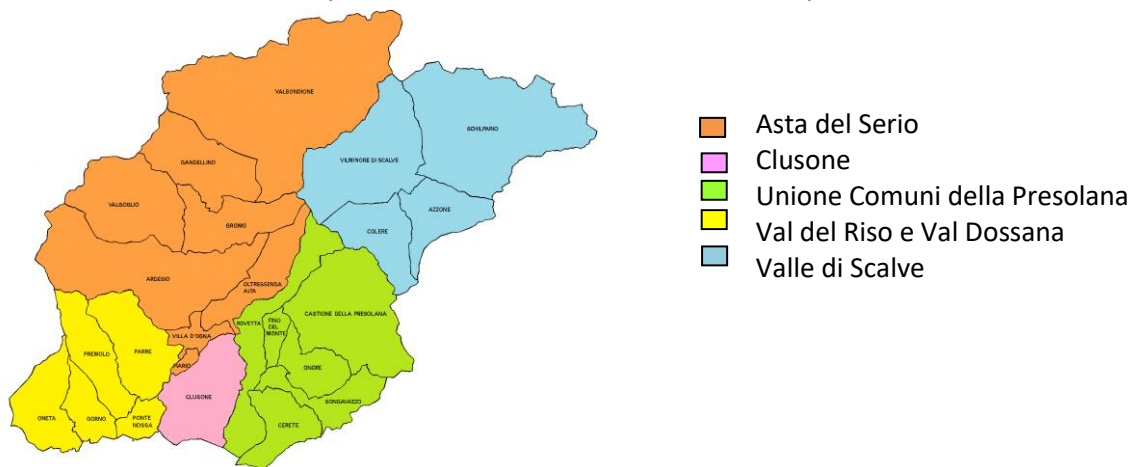 VALBONDIONE
SCHILPARIO
VILMINORE DI SCALVE
GANDELLINO
VALGOGLIO
AZZONE
GROMO
COLERE
ARDESIO
OLTRESSENDA
ALTA
CASTIONE DELLA PRESOLANA
ROVETTA
FINO
DEL
MONTE
VILLA D'OGNA
PREMOLO
PARRE
PIARIO
ONORE
CLUSONE
SONGAVAZZO
ONETA
GORNO
PONTE
NOSSA
CERETE
Asta del Serio
Clusone
Unione Comuni della Presolana
Val del Riso e Val Dossana
Valle di Scalve